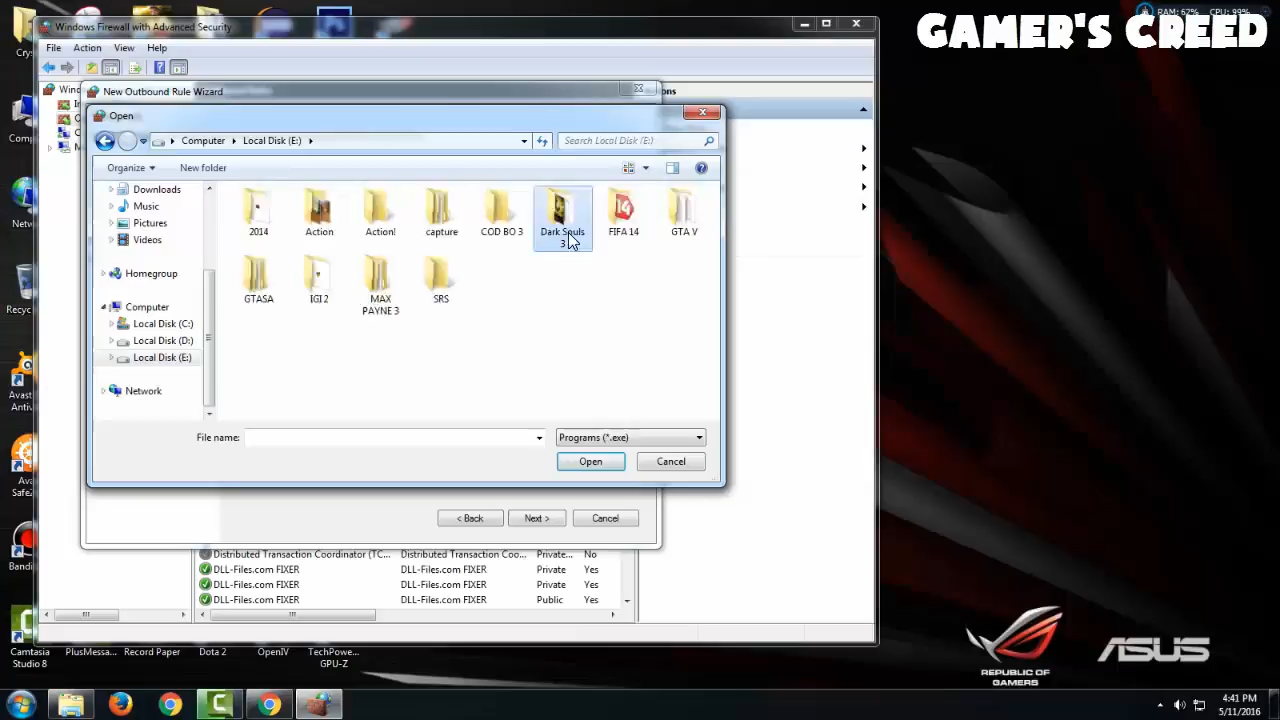 GAMER'S CREED
RAM: 62% CPU: 99%
Windows Firewall with Advanced Security
File Action View Help
New Outbound Rule Wizard
Open
Computer Local Disk (E:)
Search Local Disk (E:)
Organize New folder
Downloads
Music
Pictures
Videos
Homegroup
Computer
Local Disk (C:)
Local Disk (D:)
Local Disk (E:)
Network
2014 Action Action! capture COD BO 3 Dark Souls FIFA 14 GTA V
3
GTASA IGI 2 MAX SRS
PAYNE 3
File name: Programs (*.exe)
Open Cancel
< Back Next > Cancel
Distributed Transaction Coordinator (TC... Distributed Transaction Coo... Private... No
DLL-Files.com FIXER DLL-Files.com FIXER Private Yes
DLL-Files.com FIXER DLL-Files.com FIXER Private Yes
DLL-Files.com FIXER DLL-Files.com FIXER Public Yes
Camtasia PlusMessa... Record Paper Dota 2 OpenIV TechPowe...
Studio 8 GPU-Z
REPUBLIC OF
GAMERS
ASUS
4:41 PM
5/11/2016